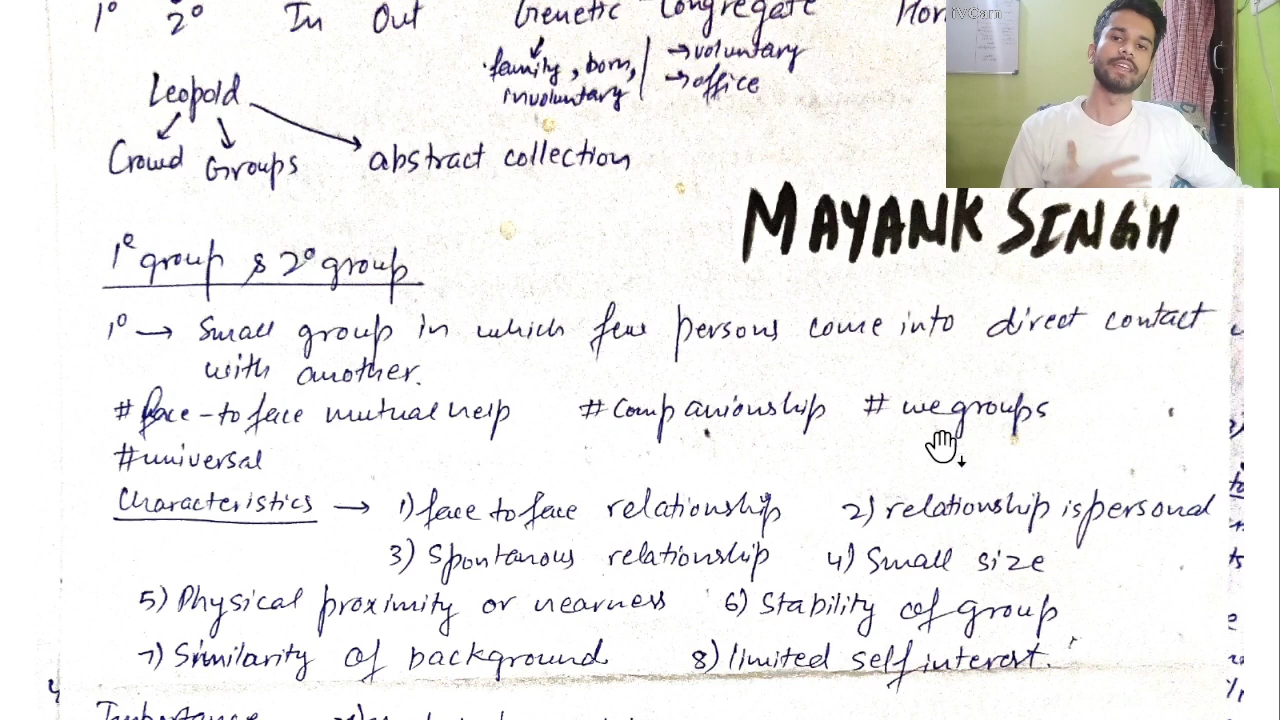 1° 2° In Out Genetic Congregate Hor
iVCam
family, born, involuntary
→voluntary
→office
Leopold
Crowd Groups abstract collection
MAYANK SINGH
1° group & 2° group
1° → Small group in which few persons come into direct contact
with another.
# face-to face mutual help # Companionship # we groups
#universal
Characteristics → 1) face to face relationship 2) relationship is personal
3) Spontanous relationship 4) Small size
5) Physical proximity or nearness 6) Stability of group
7) Similarity of background 8) limited self interest.
Importance